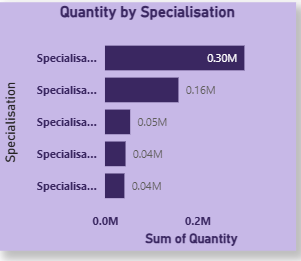 Quantity by Specialisation
Specialisation
Specialisa... 0.30M
Specialisa... 0.16M
Specialisa... 0.05M
Specialisa... 0.04M
Specialisa... 0.04M
0.0M 0.2M
Sum of Quantity